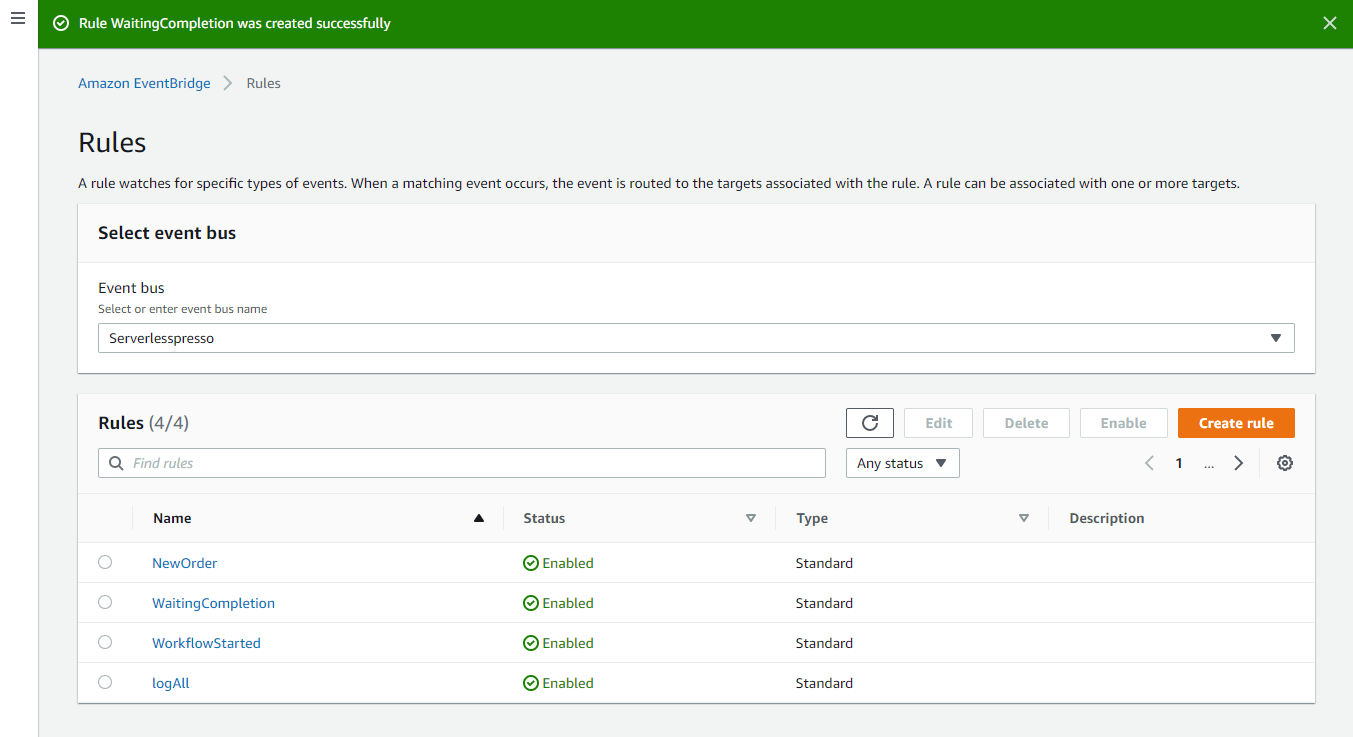 Rule WaitingCompletion was created successfully
Amazon EventBridge Rules
Rules
A rule watches for specific types of events. When a matching event occurs, the event is routed to the targets associated with the rule. A rule can be associated with one or more targets.
Select event bus
Event bus
Select or enter event bus name
Serverlesspresso
Rules (4/4) Edit Delete Enable Create rule
Find rules Any status 1 ...
Name Status Type Description
NewOrder Enabled Standard
WaitingCompletion Enabled Standard
WorkflowStarted Enabled Standard
logAll Enabled Standard